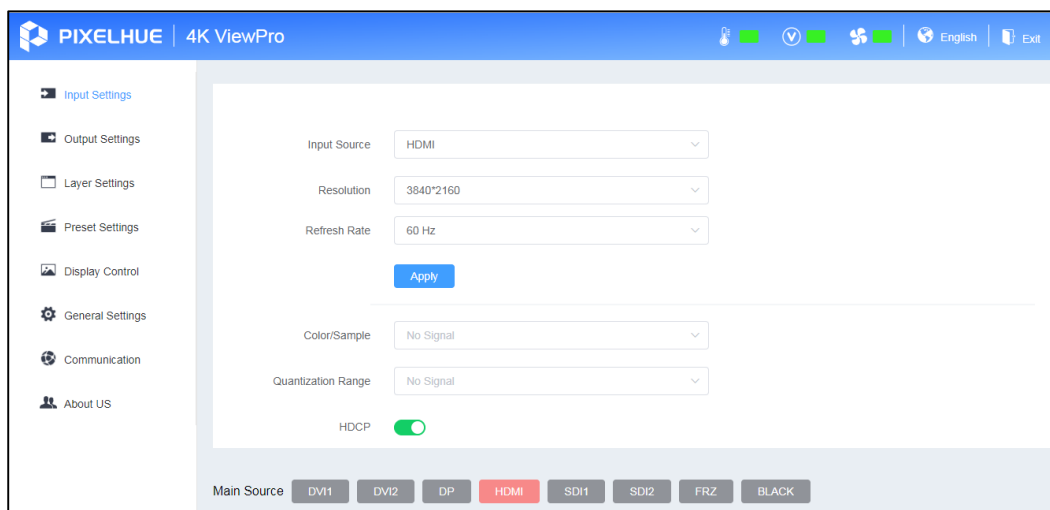 PIXELHUE | 4K ViewPro
V
English
Exit
Input Settings
Output Settings
Layer Settings
Preset Settings
Display Control
General Settings
Communication
About US
Input Source HDMI
Resolution 3840*2160
Refresh Rate 60 Hz
Apply
Color/Sample No Signal
Quantization Range No Signal
HDCP
Main Source DVI1 DVI2 DP HDMI SDI1 SDI2 FRZ BLACK